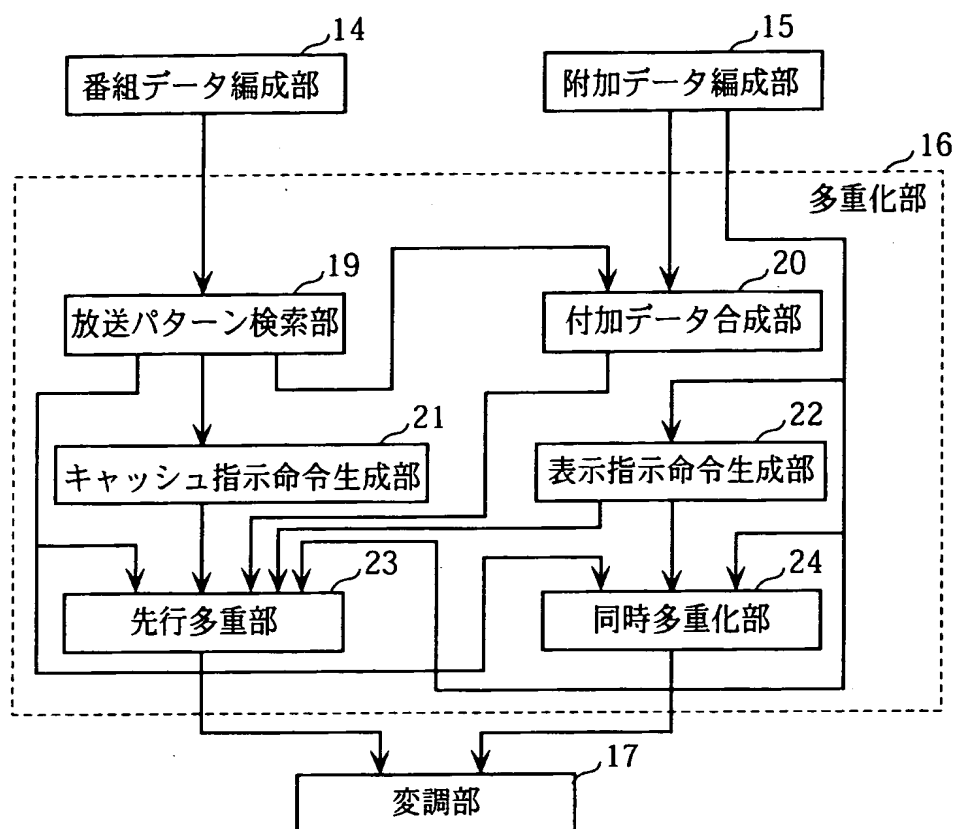 14
番組データ編成部
15
附加データ編成部
16
多重化部
19
放送パターン検索部
20
付加データ合成部
21
キャッシュ指示命令生成部
22
表示指示命令生成部
23
先行多重部
24
同時多重化部
17
変調部